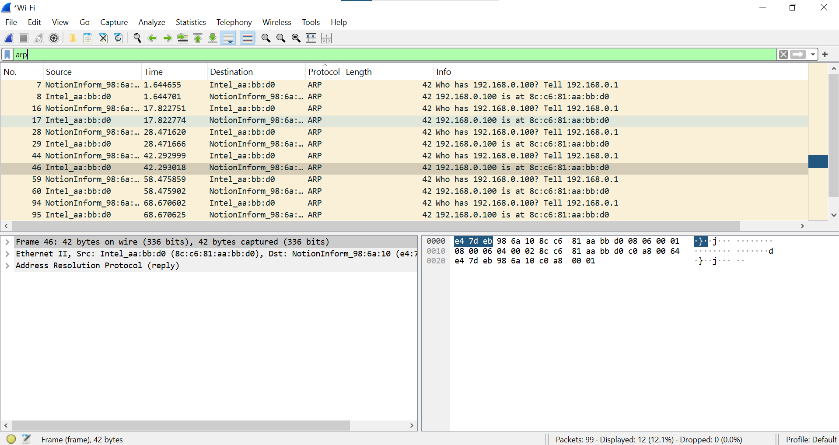 *Wi-Fi
File Edit View Go Capture Analyze Statistics Telephony Wireless Tools Help
arp
No. Source Time Destination Protocol Length Info
7 NotionInform_98:6a:… 1.644655 Intel_aa:bb:d0 ARP 42 Who has 192.168.0.100? Tell 192.168.0.1
8 Intel_aa:bb:d0 1.644701 NotionInform_98:6a:… ARP 42 192.168.0.100 is at 8c:c6:81:aa:bb:d0
16 NotionInform_98:6a:… 17.822751 Intel_aa:bb:d0 ARP 42 Who has 192.168.0.100? Tell 192.168.0.1
17 Intel_aa:bb:d0 17.822774 NotionInform_98:6a:… ARP 42 192.168.0.100 is at 8c:c6:81:aa:bb:d0
28 NotionInform_98:6a:… 28.471620 Intel_aa:bb:d0 ARP 42 Who has 192.168.0.100? Tell 192.168.0.1
29 Intel_aa:bb:d0 28.471666 NotionInform_98:6a:… ARP 42 192.168.0.100 is at 8c:c6:81:aa:bb:d0
44 NotionInform_98:6a:… 42.292999 Intel_aa:bb:d0 ARP 42 Who has 192.168.0.100? Tell 192.168.0.1
46 Intel_aa:bb:d0 42.293018 NotionInform_98:6a:… ARP 42 192.168.0.100 is at 8c:c6:81:aa:bb:d0
59 NotionInform_98:6a:… 58.475859 Intel_aa:bb:d0 ARP 42 Who has 192.168.0.100? Tell 192.168.0.1
60 Intel_aa:bb:d0 58.475902 NotionInform_98:6a:… ARP 42 192.168.0.100 is at 8c:c6:81:aa:bb:d0
94 NotionInform_98:6a:… 68.670602 Intel_aa:bb:d0 ARP 42 Who has 192.168.0.100? Tell 192.168.0.1
95 Intel_aa:bb:d0 68.670625 NotionInform_98:6a:… ARP 42 192.168.0.100 is at 8c:c6:81:aa:bb:d0
Frame 46: 42 bytes on wire (336 bits), 42 bytes captured (336 bits)
Ethernet II, Src: Intel_aa:bb:d0 (8c:c6:81:aa:bb:d0), Dst: NotionInform_98:6a:10 (e4:7
Address Resolution Protocol (reply)
0000 e4 7d eb 98 6a 10 8c c6 81 aa bb d0 08 06 00 01 ·}··j··· ········
0010 08 00 06 04 00 02 8c c6 81 aa bb d0 c0 a8 00 64 ········ ·······d
0020 e4 7d eb 98 6a 10 c0 a8 00 01 ·}··j··· ··
Frame (frame), 42 bytes
Packets: 99 · Displayed: 12 (12.1%) · Dropped: 0 (0.0%)
Profile: Default